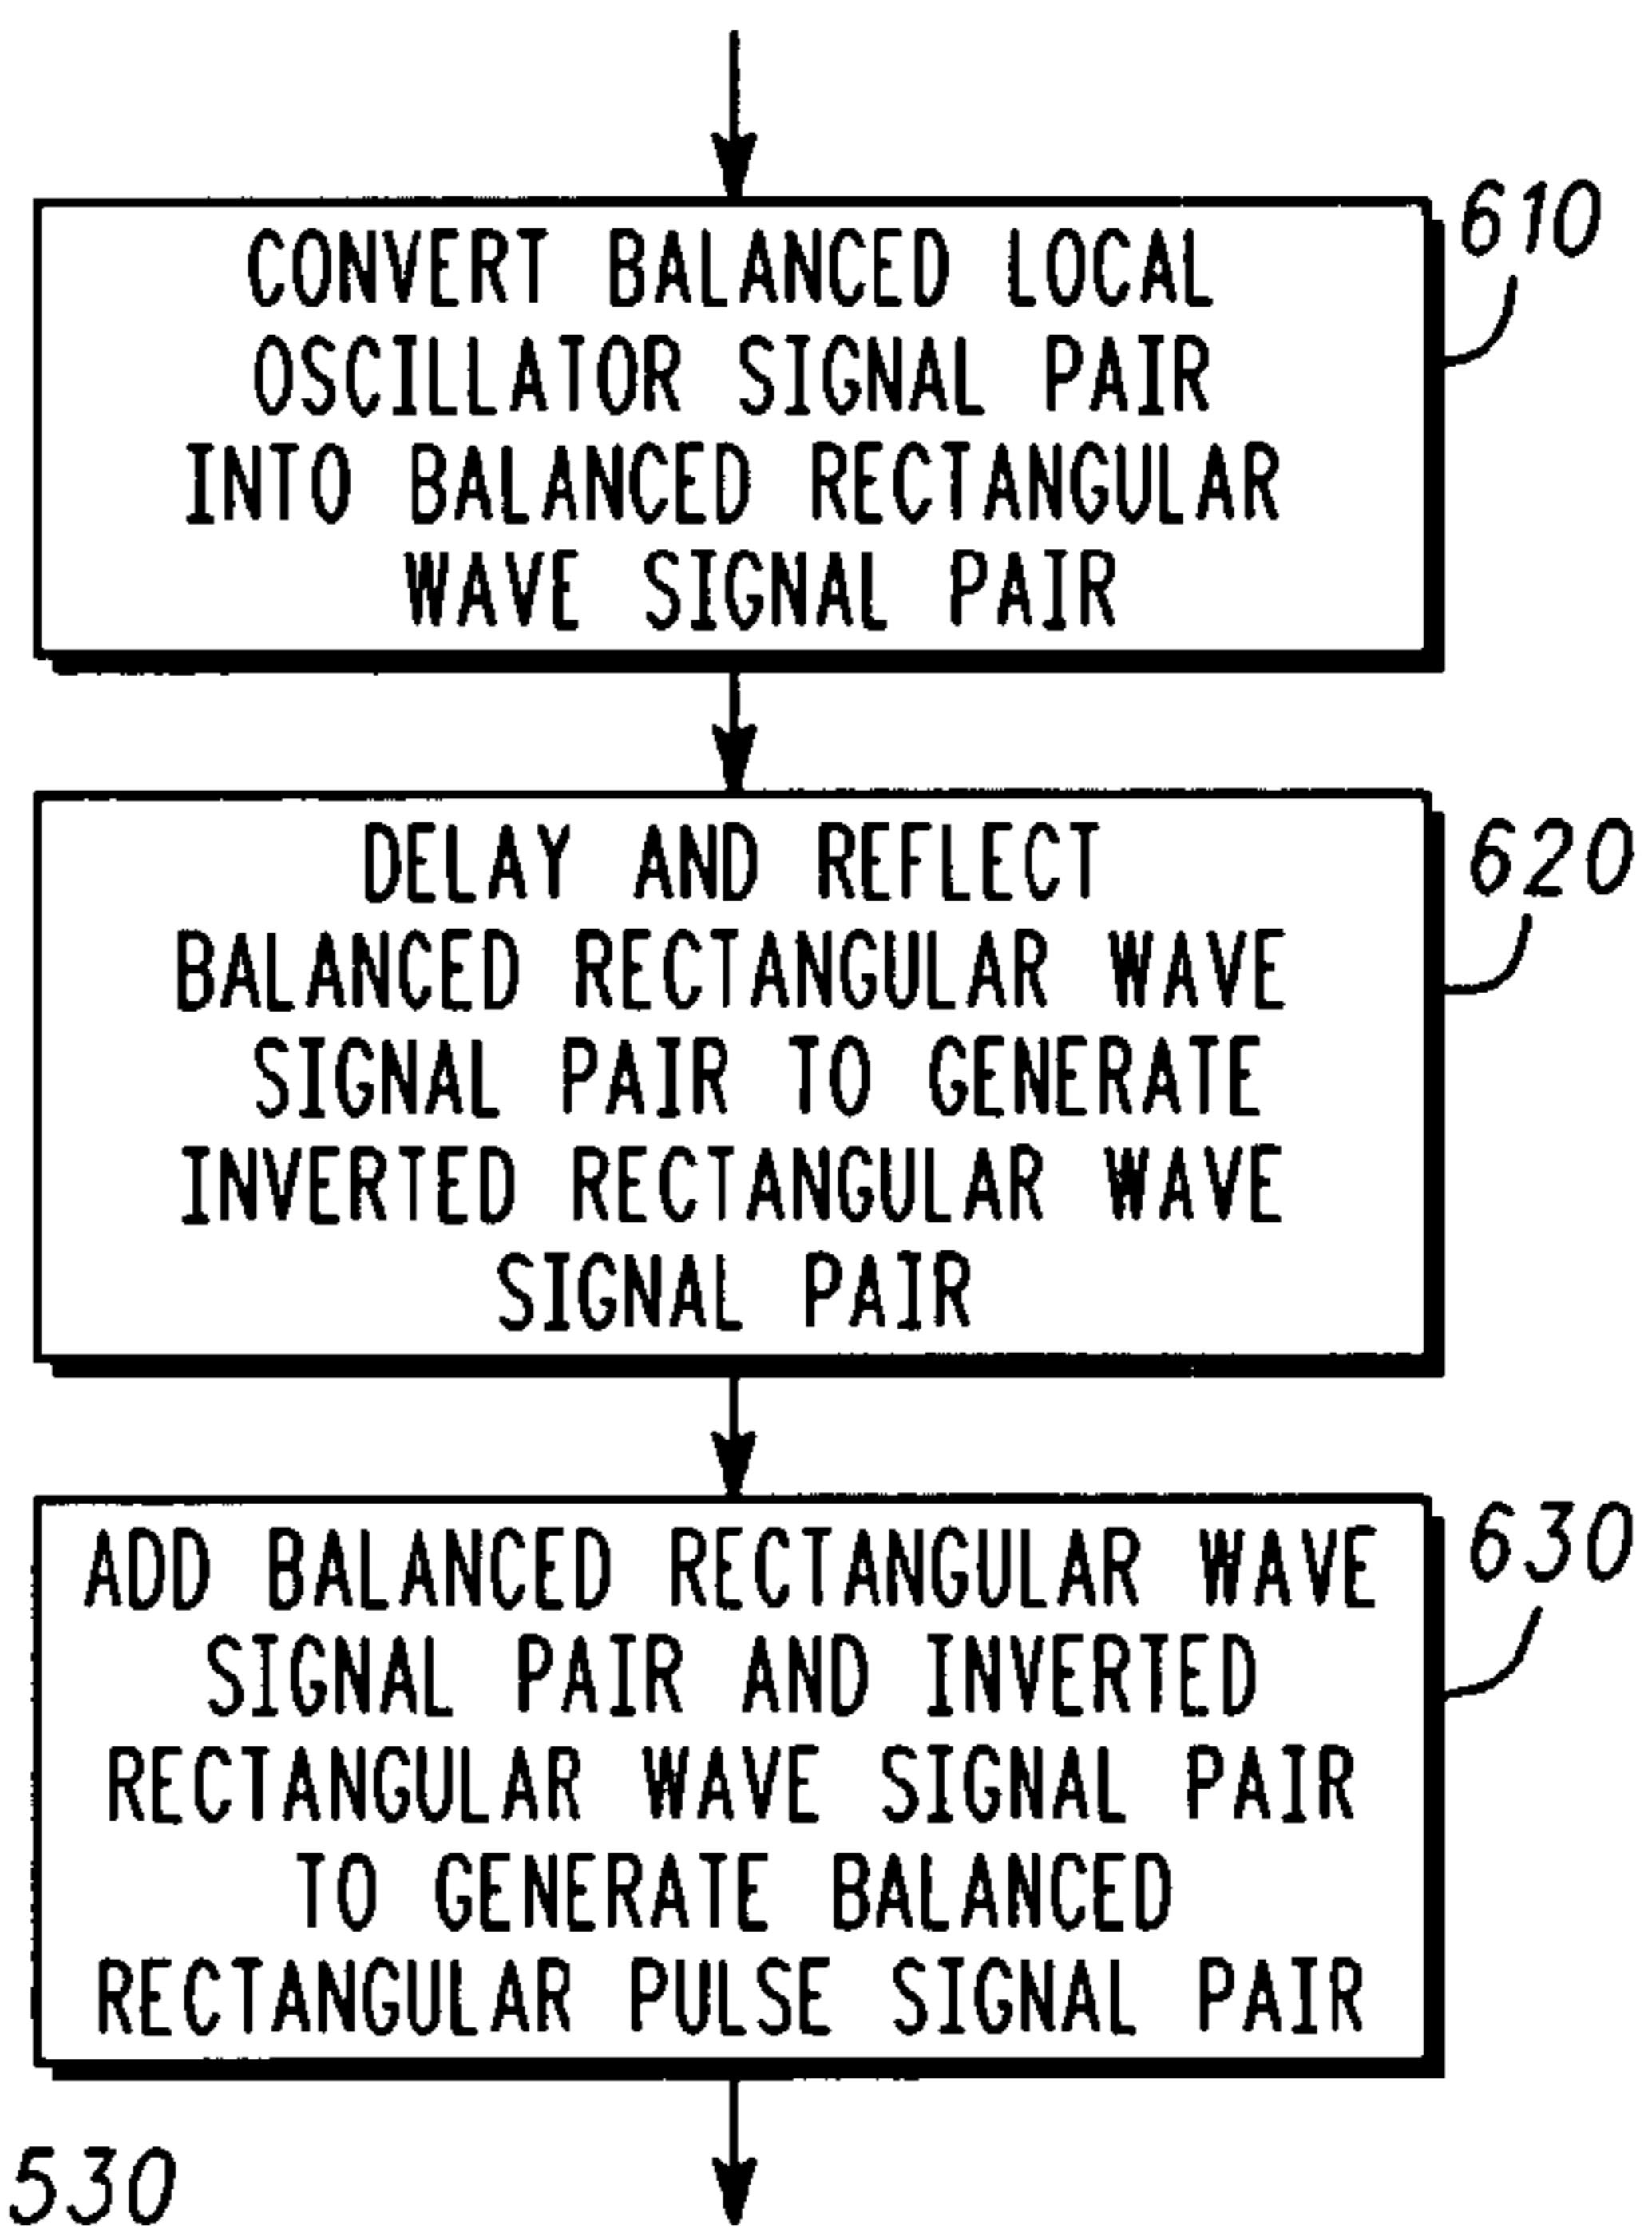 CONVERT BALANCED LOCAL
OSCILLATOR SIGNAL PAIR
INTO BALANCED RECTANGULAR
WAVE SIGNAL PAIR
610
DELAY AND REFLECT
BALANCED RECTANGULAR WAVE
SIGNAL PAIR TO GENERATE
INVERTED RECTANGULAR WAVE
SIGNAL PAIR
620
ADD BALANCED RECTANGULAR WAVE
SIGNAL PAIR AND INVERTED
RECTANGULAR WAVE SIGNAL PAIR
TO GENERATE BALANCED
RECTANGULAR PULSE SIGNAL PAIR
630
530